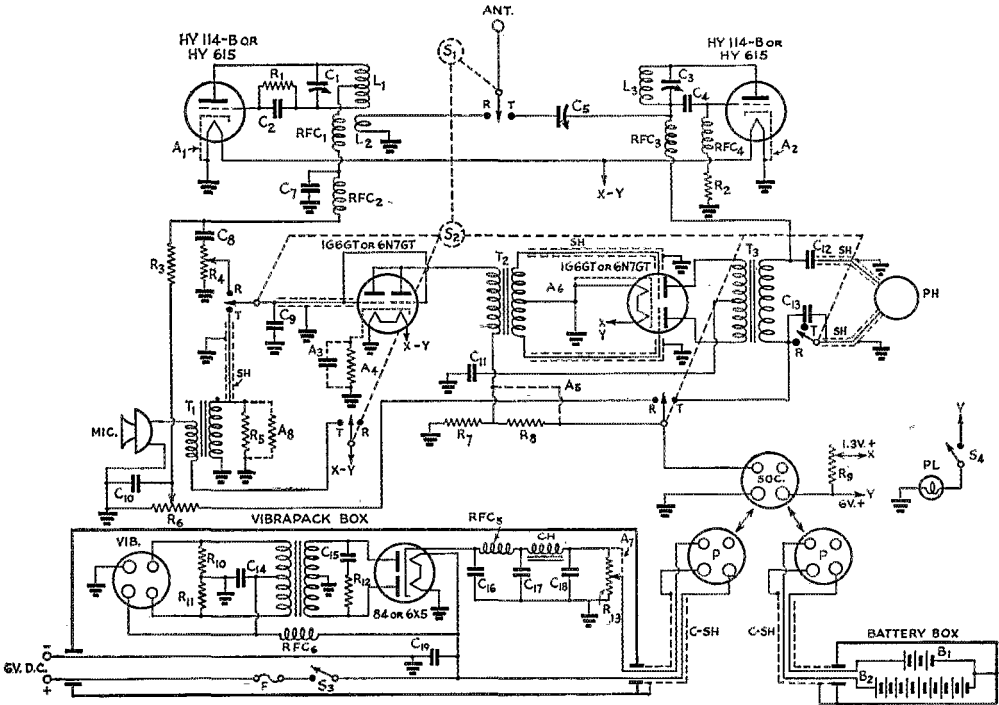 ANT.
HY 114-B OR
HY 615
HY 114-B OR
HY 615
S1
R1
C1
L1
C2
RFC1
L2
A1
R
T
C5
L3
C3
C4
RFC3
RFC4
R2
A2
C7
RFC2
X-Y
S2
1G6GT OR 6N7GT
C8
R3
R4
R
T
C9
SH
A3
A4
X-Y
T2
SH
1G6GT OR 6N7GT
A6
X
Y
C11
A5
T3
C12
SH
PH
C13
T
R
SH
MIC.
T1
R5
A8
C10
R6
T
R
X-Y
R7
R8
R
T
SOC.
1.3V.+
X
R9
Y
6V.+
Y
S4
PL
VIBRAPACK BOX
VIB.
R10
R11
C14
C15
R12
84 OR 6X5
RFC5
CH
C16
C17
C18
R13
A7
RFC6
C19
6V. D.C.
-
+
F
S3
P
P
C-SH
C-SH
BATTERY BOX
B1
B2